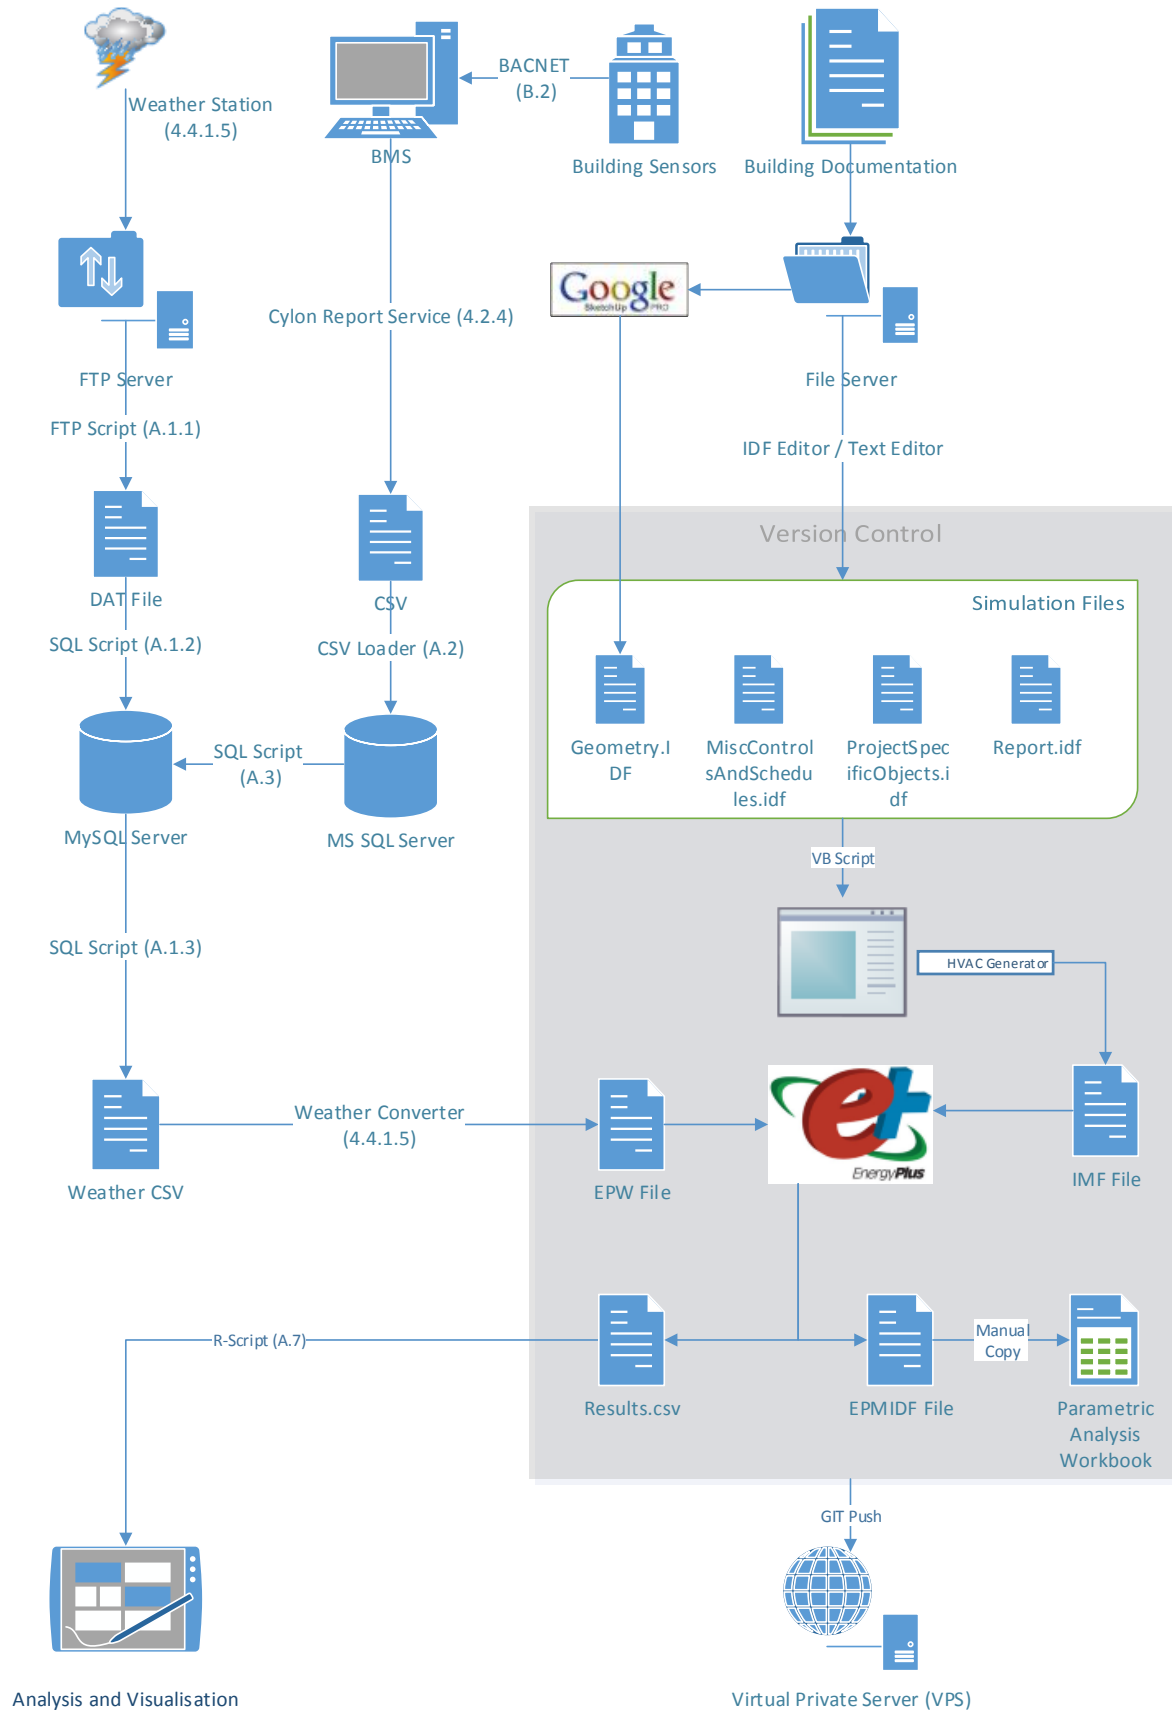 BACNET
(B.2)
Weather Station
(4.4.1.5)
BMS
Building Sensors
Building Documentation
Google
SketchUp PRO
Cylon Report Service (4.2.4)
FTP Server
File Server
FTP Script (A.1.1)
IDF Editor / Text Editor
Version Control
DAT File
CSV
Simulation Files
SQL Script (A.1.2)
CSV Loader (A.2)
Geometry.I
DF
MiscControl
sAndSchedu
les.idf
ProjectSpec
ificObjects.i
df
Report.idf
SQL Script
(A.3)
MySQL Server
MS SQL Server
VB Script
SQL Script (A.1.3)
HVAC Generator
Weather Converter
(4.4.1.5)
e+
EnergyPlus
Weather CSV
EPW File
IMF File
R-Script (A.7)
Manual
Copy
Results.csv
EPMIDF File
Parametric
Analysis
Workbook
GIT Push
Analysis and Visualisation
Virtual Private Server (VPS)